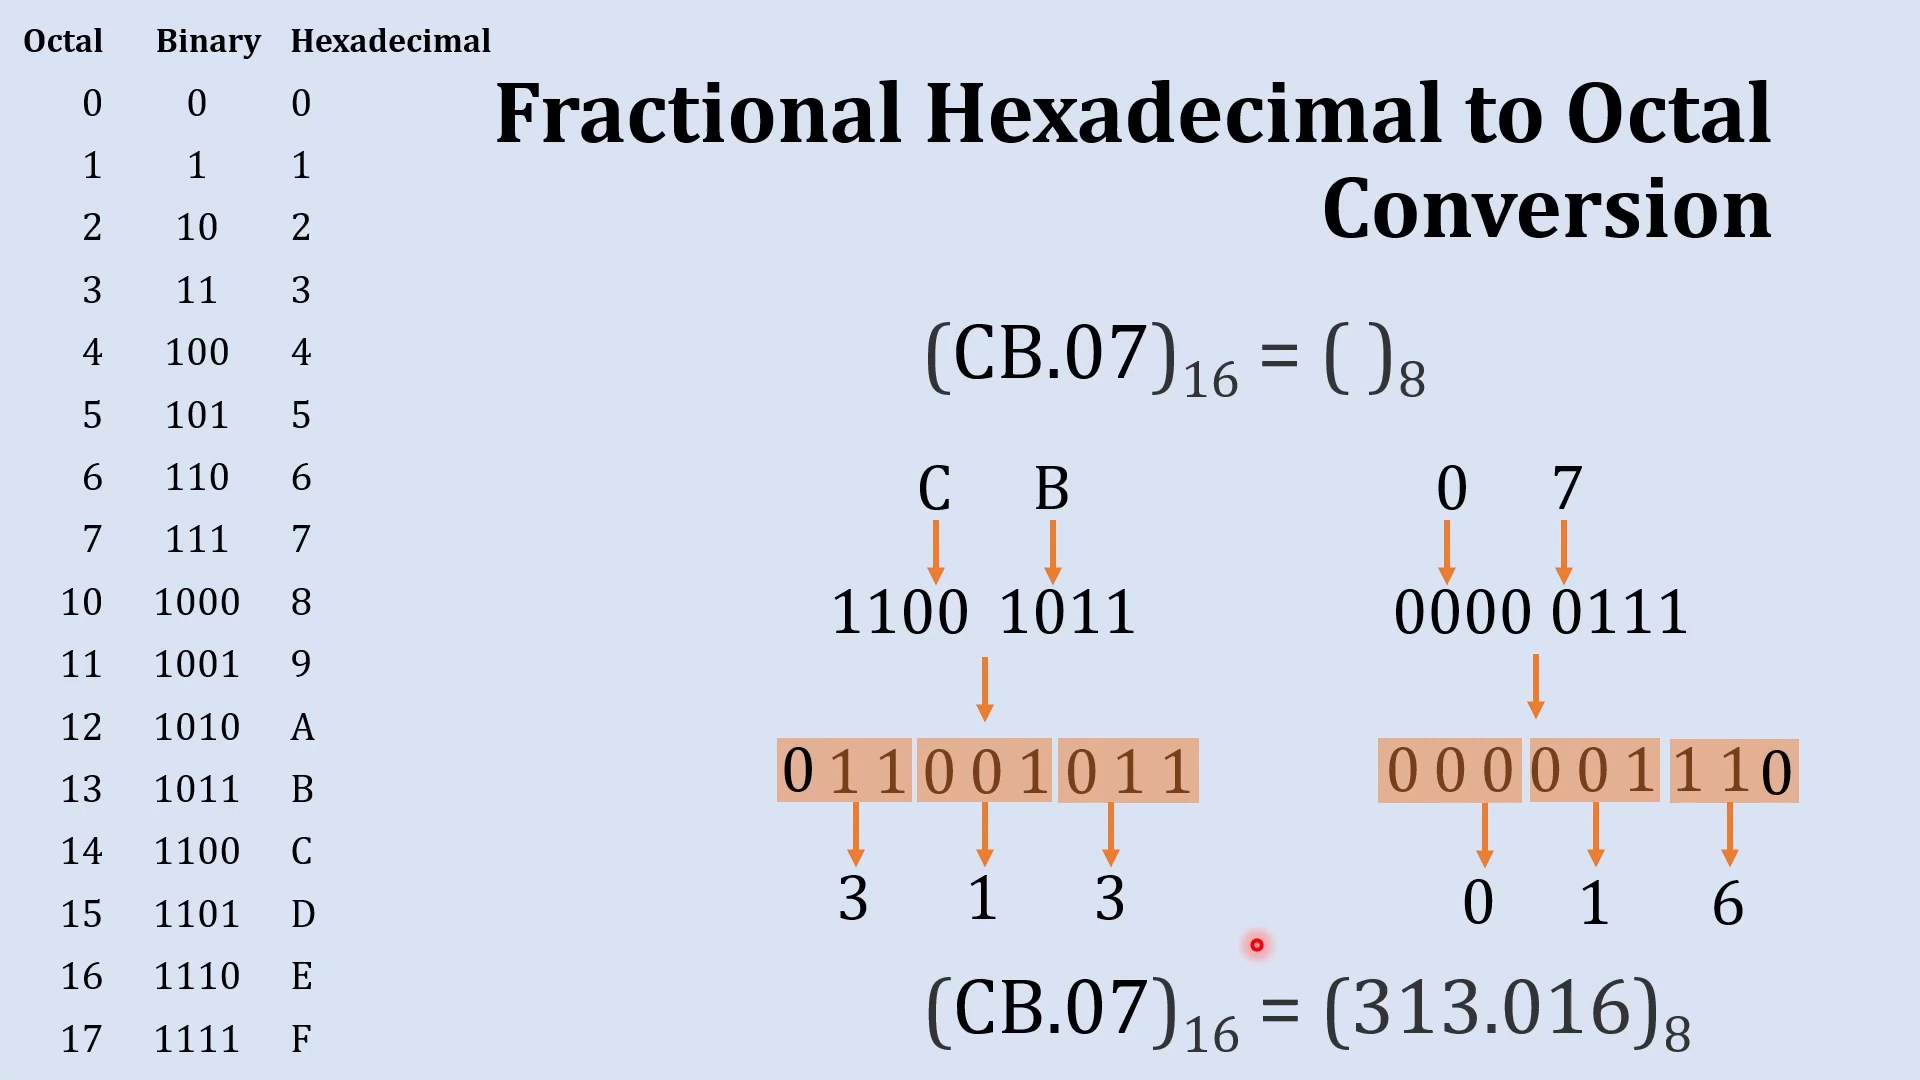 Octal Binary Hexadecimal
0 0 0
1 1 1
2 10 2
3 11 3
4 100 4
5 101 5
6 110 6
7 111 7
10 1000 8
11 1001 9
12 1010 A
13 1011 B
14 1100 C
15 1101 D
16 1110 E
17 1111 F
Fractional Hexadecimal to Octal
Conversion
(CB.07)₁₆ = ( )₈
C B 0 7
1100 1011 0000 0111
0 1 1 0 0 1 0 1 1 0 0 0 0 0 1 1 1 0
3 1 3 0 1 6
(CB.07)₁₆ = (313.016)₈